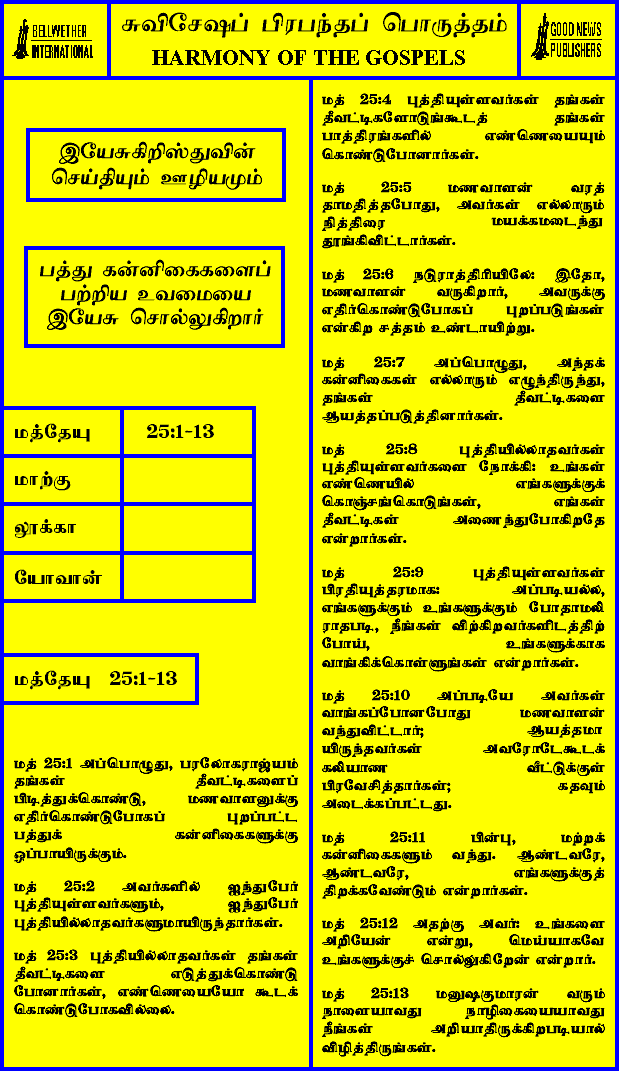 BELLWETHER
INTERNATIONAL
சுவிசேஷப் பிரபந்தப் பொருத்தம்
HARMONY OF THE GOSPELS
GOOD NEWS
PUBLISHERS
இயேசுகிறிஸ்துவின்
செய்தியும் ஊழியமும்
பத்து கன்னிகைகளைப்
பற்றிய உவமையை
இயேசு சொல்லுகிறார்
மத்தேயு 25:1-13
மாற்கு
லூக்கா
யோவான்
மத்தேயு 25:1-13
மத் 25:1 அப்பொழுது, பரலோகராஜ்யம்
தங்கள் தீவட்டிகளைப்
பிடித்துக்கொண்டு, மணவாளனுக்கு
எதிர்கொண்டுபோகப் புறப்பட்ட
பத்துக் கன்னிகைகளுக்கு
ஒப்பாயிருக்கும்.
மத் 25:2 அவர்களில் ஐந்துபேர்
புத்தியுள்ளவர்களும், ஐந்துபேர்
புத்தியில்லாதவர்களுமாயிருந்தார்கள்.
மத் 25:3 புத்தியில்லாதவர்கள் தங்கள்
தீவட்டிகளை எடுத்துக்கொண்டு
போனார்கள், எண்ணெயையோ கூடக்
கொண்டுபோகவில்லை.
மத் 25:4 புத்தியுள்ளவர்கள் தங்கள்
தீவட்டிகளோடுங்கூடத் தங்கள்
பாத்திரங்களில் எண்ணெயையும்
கொண்டுபோனார்கள்.
மத் 25:5 மணவாளன் வரத்
தாமதித்தபோது, அவர்கள் எல்லாரும்
நித்திரை மயக்கமடைந்து
தூங்கிவிட்டார்கள்.
மத் 25:6 நடுராத்திரியிலே: இதோ,
மணவாளன் வருகிறார், அவருக்கு
எதிர்கொண்டுபோகப் புறப்படுங்கள்
என்கிற சத்தம் உண்டாயிற்று.
மத் 25:7 அப்பொழுது, அந்தக்
கன்னிகைகள் எல்லாரும் எழுந்திருந்து,
தங்கள் தீவட்டிகளை
ஆயத்தப்படுத்தினார்கள்.
மத் 25:8 புத்தியில்லாதவர்கள்
புத்தியுள்ளவர்களை நோக்கி: உங்கள்
எண்ணெயில் எங்களுக்குக்
கொஞ்சங்கொடுங்கள், எங்கள்
தீவட்டிகள் அணைந்துபோகிறதே
என்றார்கள்.
மத் 25:9 புத்தியுள்ளவர்கள்
பிரதியுத்தரமாக: அப்படியல்ல,
எங்களுக்கும் உங்களுக்கும் போதாமலி
ராதபடி, நீங்கள் விற்கிறவர்களிடத்திற்
போய், உங்களுக்காக
வாங்கிக்கொள்ளுங்கள் என்றார்கள்.
மத் 25:10 அப்படியே அவர்கள்
வாங்கப்போனபோது மணவாளன்
வந்துவிட்டார்; ஆயத்தமா
யிருந்தவர்கள் அவரோடேகூடக்
கலியாண வீட்டுக்குள்
பிரவேசித்தார்கள்; கதவும்
அடைக்கப்பட்டது.
மத் 25:11 பின்பு, மற்றக்
கன்னிகைகளும் வந்து. ஆண்டவரே,
ஆண்டவரே, எங்களுக்குத்
திறக்கவேண்டும் என்றார்கள்.
மத் 25:12 அதற்கு அவர்: உங்களை
அறியேன் என்று, மெய்யாகவே
உங்களுக்குச் சொல்லுகிறேன் என்றார்.
மத் 25:13 மனுஷகுமாரன் வரும்
நாளையாவது நாழிகையையாவது
நீங்கள் அறியாதிருக்கிறபடியால்
விழித்திருங்கள்.